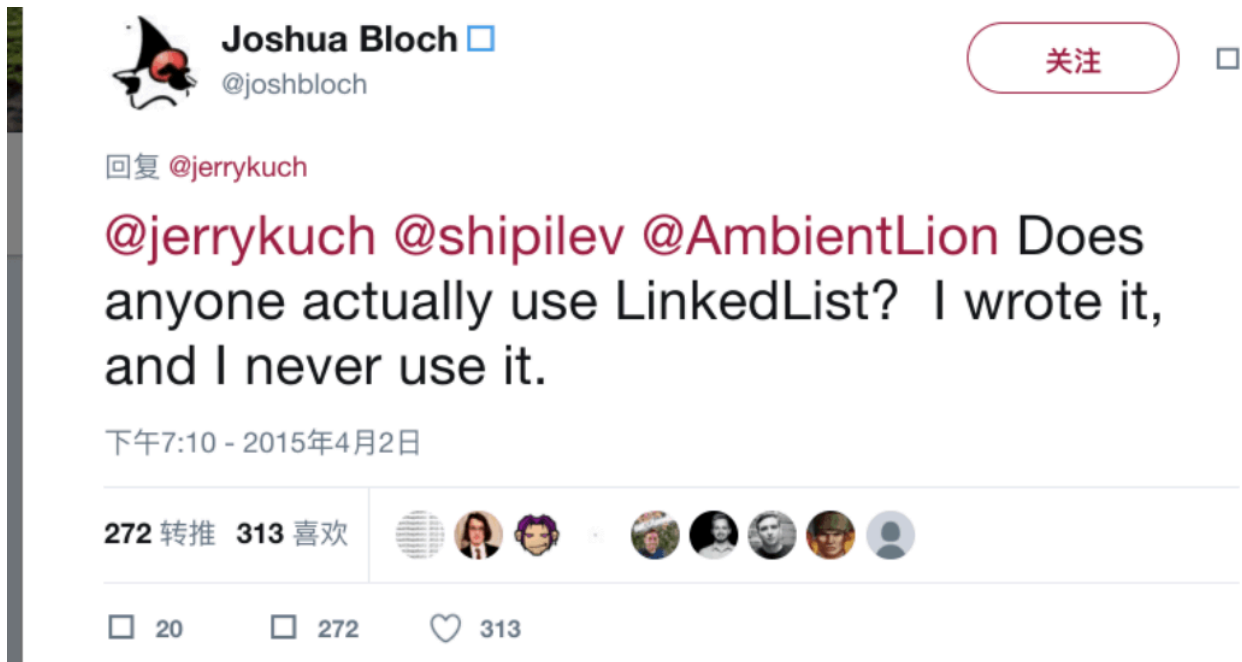 Joshua Bloch
@joshbloch
关注
回复 @jerrykuch
@jerrykuch @shipilev @AmbientLion Does
anyone actually use LinkedList?  I wrote it,
and I never use it.
下午7:10 - 2015年4月2日
272 转推 313 喜欢
20 272 313